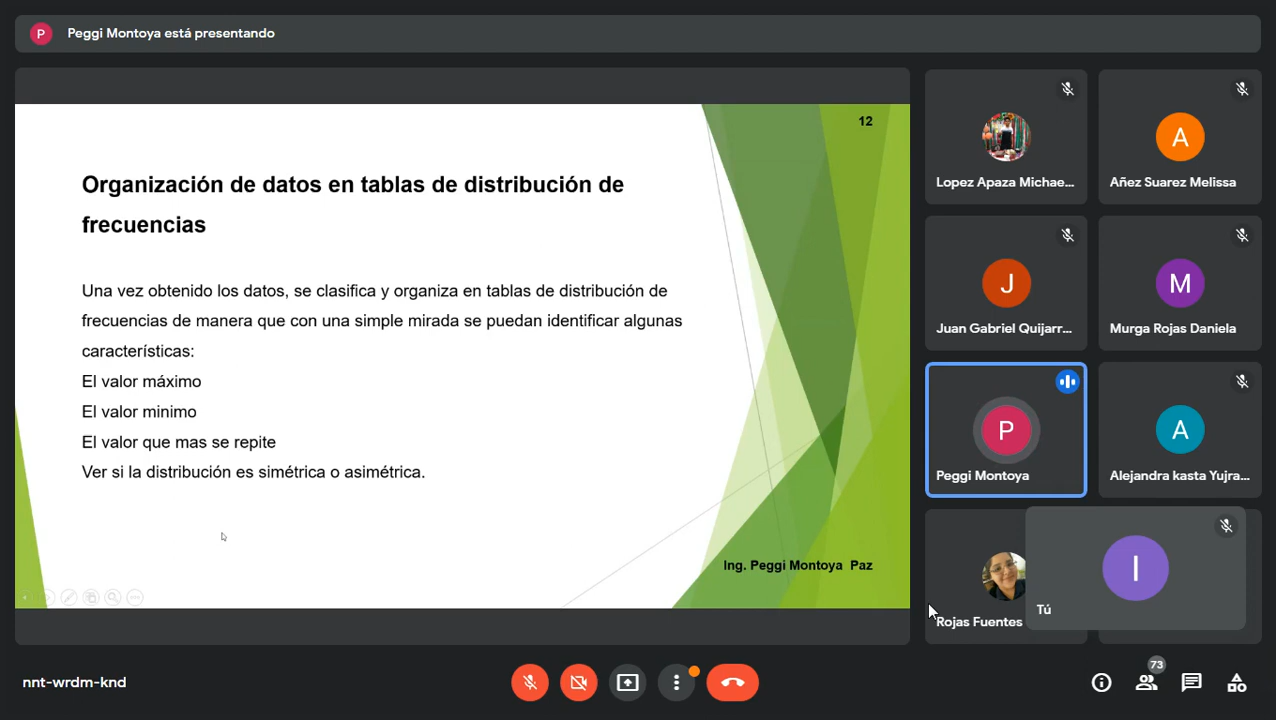 P
Peggi Montoya está presentando
12
Organización de datos en tablas de distribución de
frecuencias
Una vez obtenido los datos, se clasifica y organiza en tablas de distribución de
frecuencias de manera que con una simple mirada se puedan identificar algunas
características:
El valor máximo
El valor minimo
El valor que mas se repite
Ver si la distribución es simétrica o asimétrica.
Ing. Peggi Montoya Paz
Lopez Apaza Michae...
A
Añez Suarez Melissa
J
Juan Gabriel Quijarr...
M
Murga Rojas Daniela
P
Peggi Montoya
A
Alejandra kasta Yujra...
Rojas Fuentes
I
Tú
nnt-wrdm-knd
73